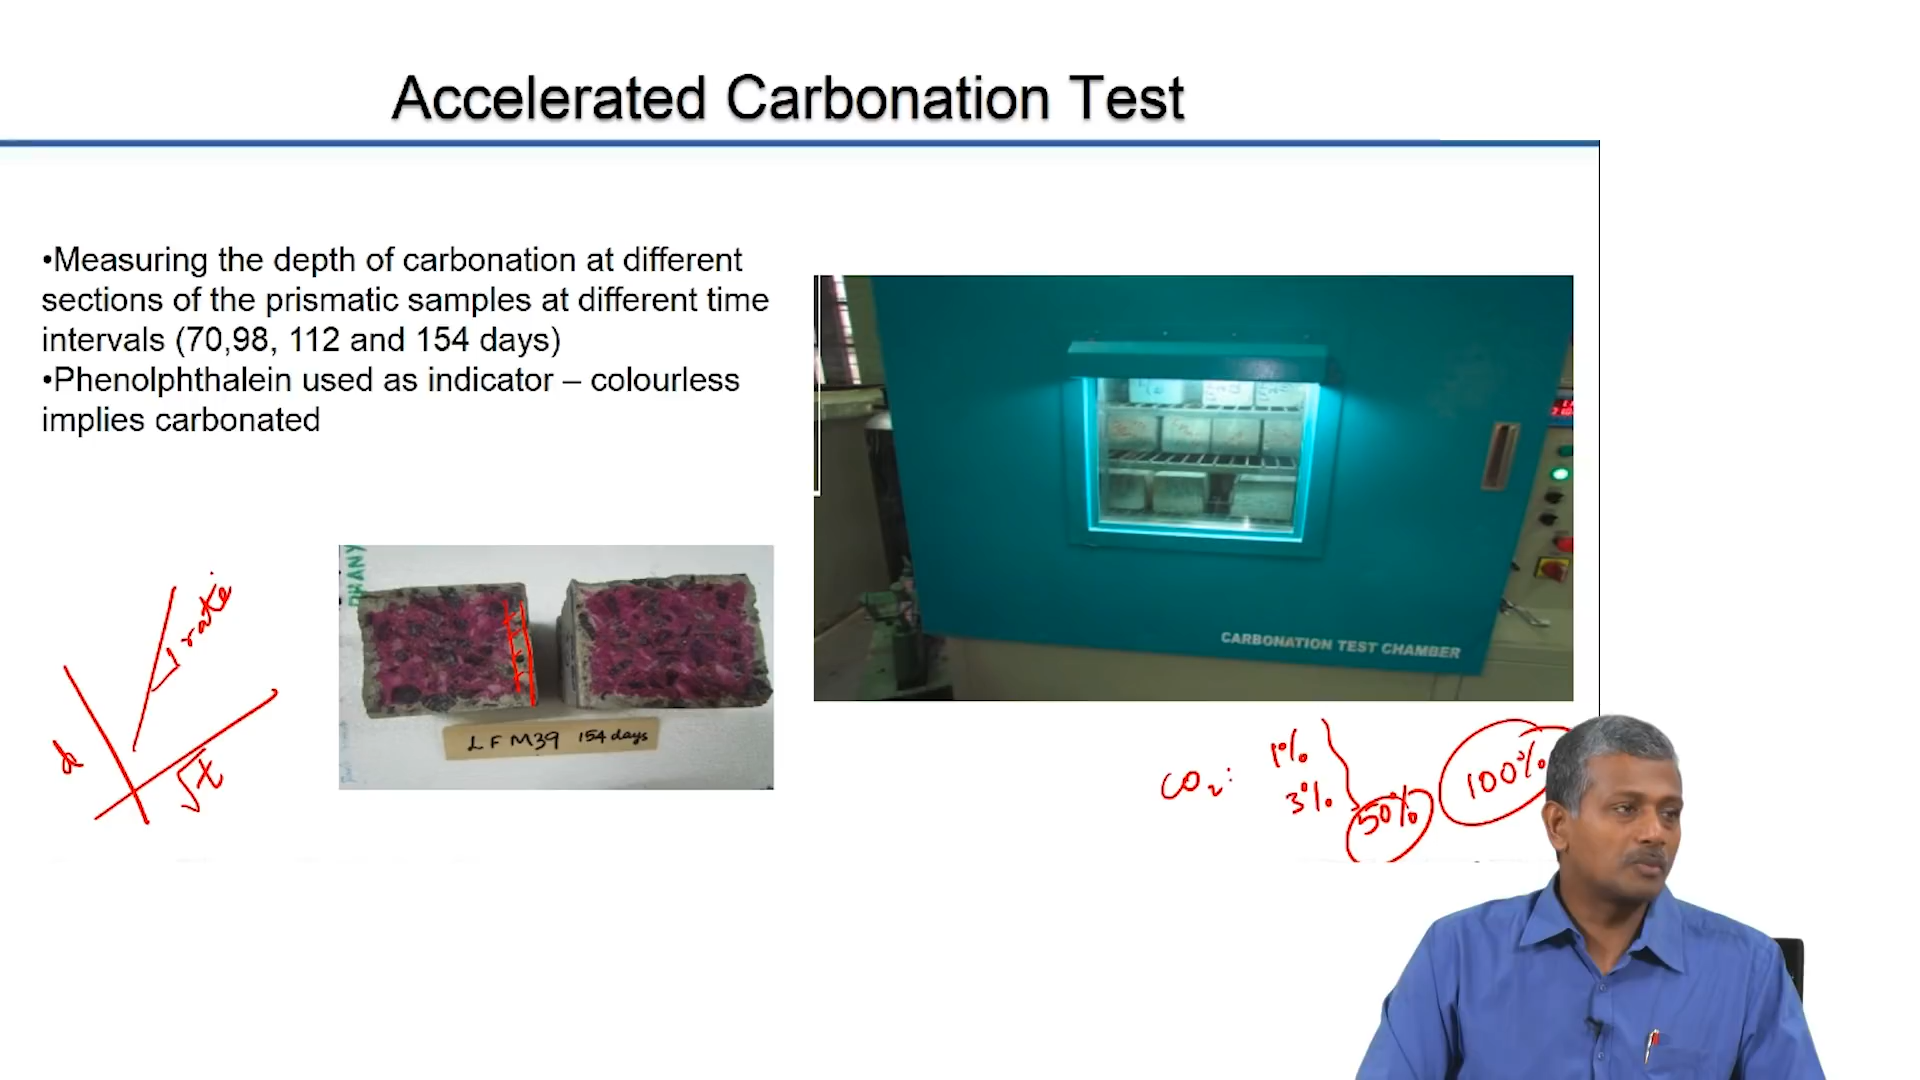 Accelerated Carbonation Test
•Measuring the depth of carbonation at different
sections of the prismatic samples at different time
intervals (70,98, 112 and 154 days)
•Phenolphthalein used as indicator – colourless
implies carbonated
CARBONATION TEST CHAMBER
LFM39 154 days
rate
d
√t
CO₂:
1%
3%
50%
100%